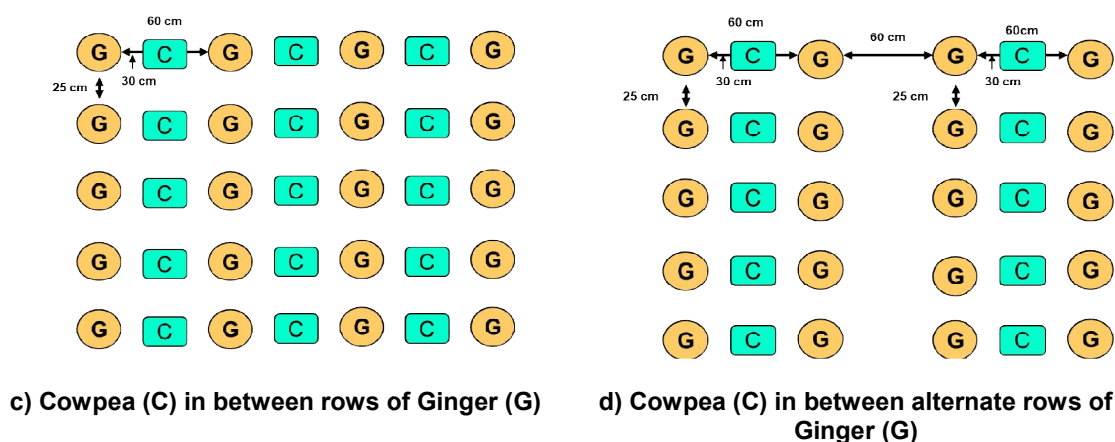 60 cm
G C G C G C G
30 cm
25 cm
G C G C G C G
G C G C G C G
G C G C G C G
G C G C G C G
c) Cowpea (C) in between rows of Ginger (G)
60 cm
60 cm
60cm
G C G G C G
30 cm
30 cm
25 cm
25 cm
G C G G C G
G C G G C G
G C G G C G
G C G G C G
d) Cowpea (C) in between alternate rows of
Ginger (G)